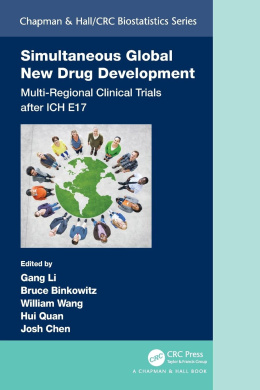 Chapman & Hall/CRC Biostatistics Series
Simultaneous Global
New Drug Development
Multi-Regional Clinical Trials
after ICH E17
Edited by
Gang Li
Bruce Binkowitz
William Wang
Hui Quan
Josh Chen
CRC Press
Taylor & Francis Group
A CHAPMAN & HALL BOOK